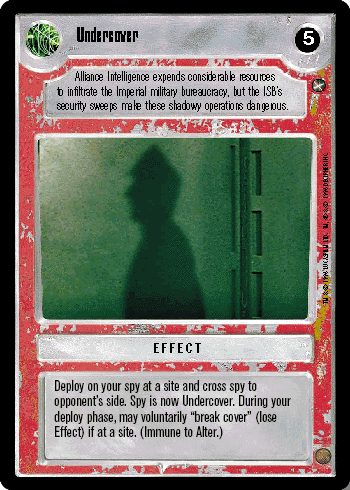 Undercover
5
Alliance Intelligence expends considerable resources
to infiltrate the Imperial military bureaucracy, but the ISB's
security sweeps make these shadowy operations dangerous.
EFFECT
Deploy on your spy at a site and cross spy to
opponent's side. Spy is now Undercover. During your
deploy phase, may voluntarily "break cover" (lose
Effect) if at a site. (Immune to Alter.)